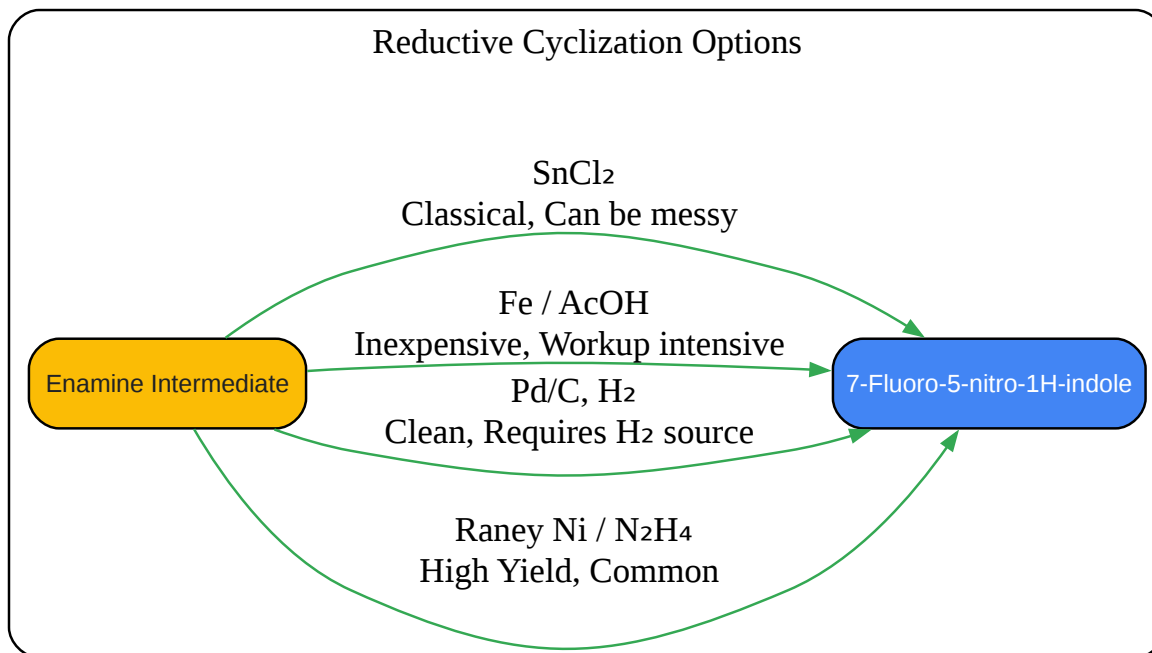 Reductive Cyclization Options
SnCl₂
Classical, Can be messy
Fe / AcOH
Inexpensive, Workup intensive
Enamine Intermediate
7-Fluoro-5-nitro-1H-indole
Pd/C, H₂
Clean, Requires H₂ source
Raney Ni / N₂H₄
High Yield, Common